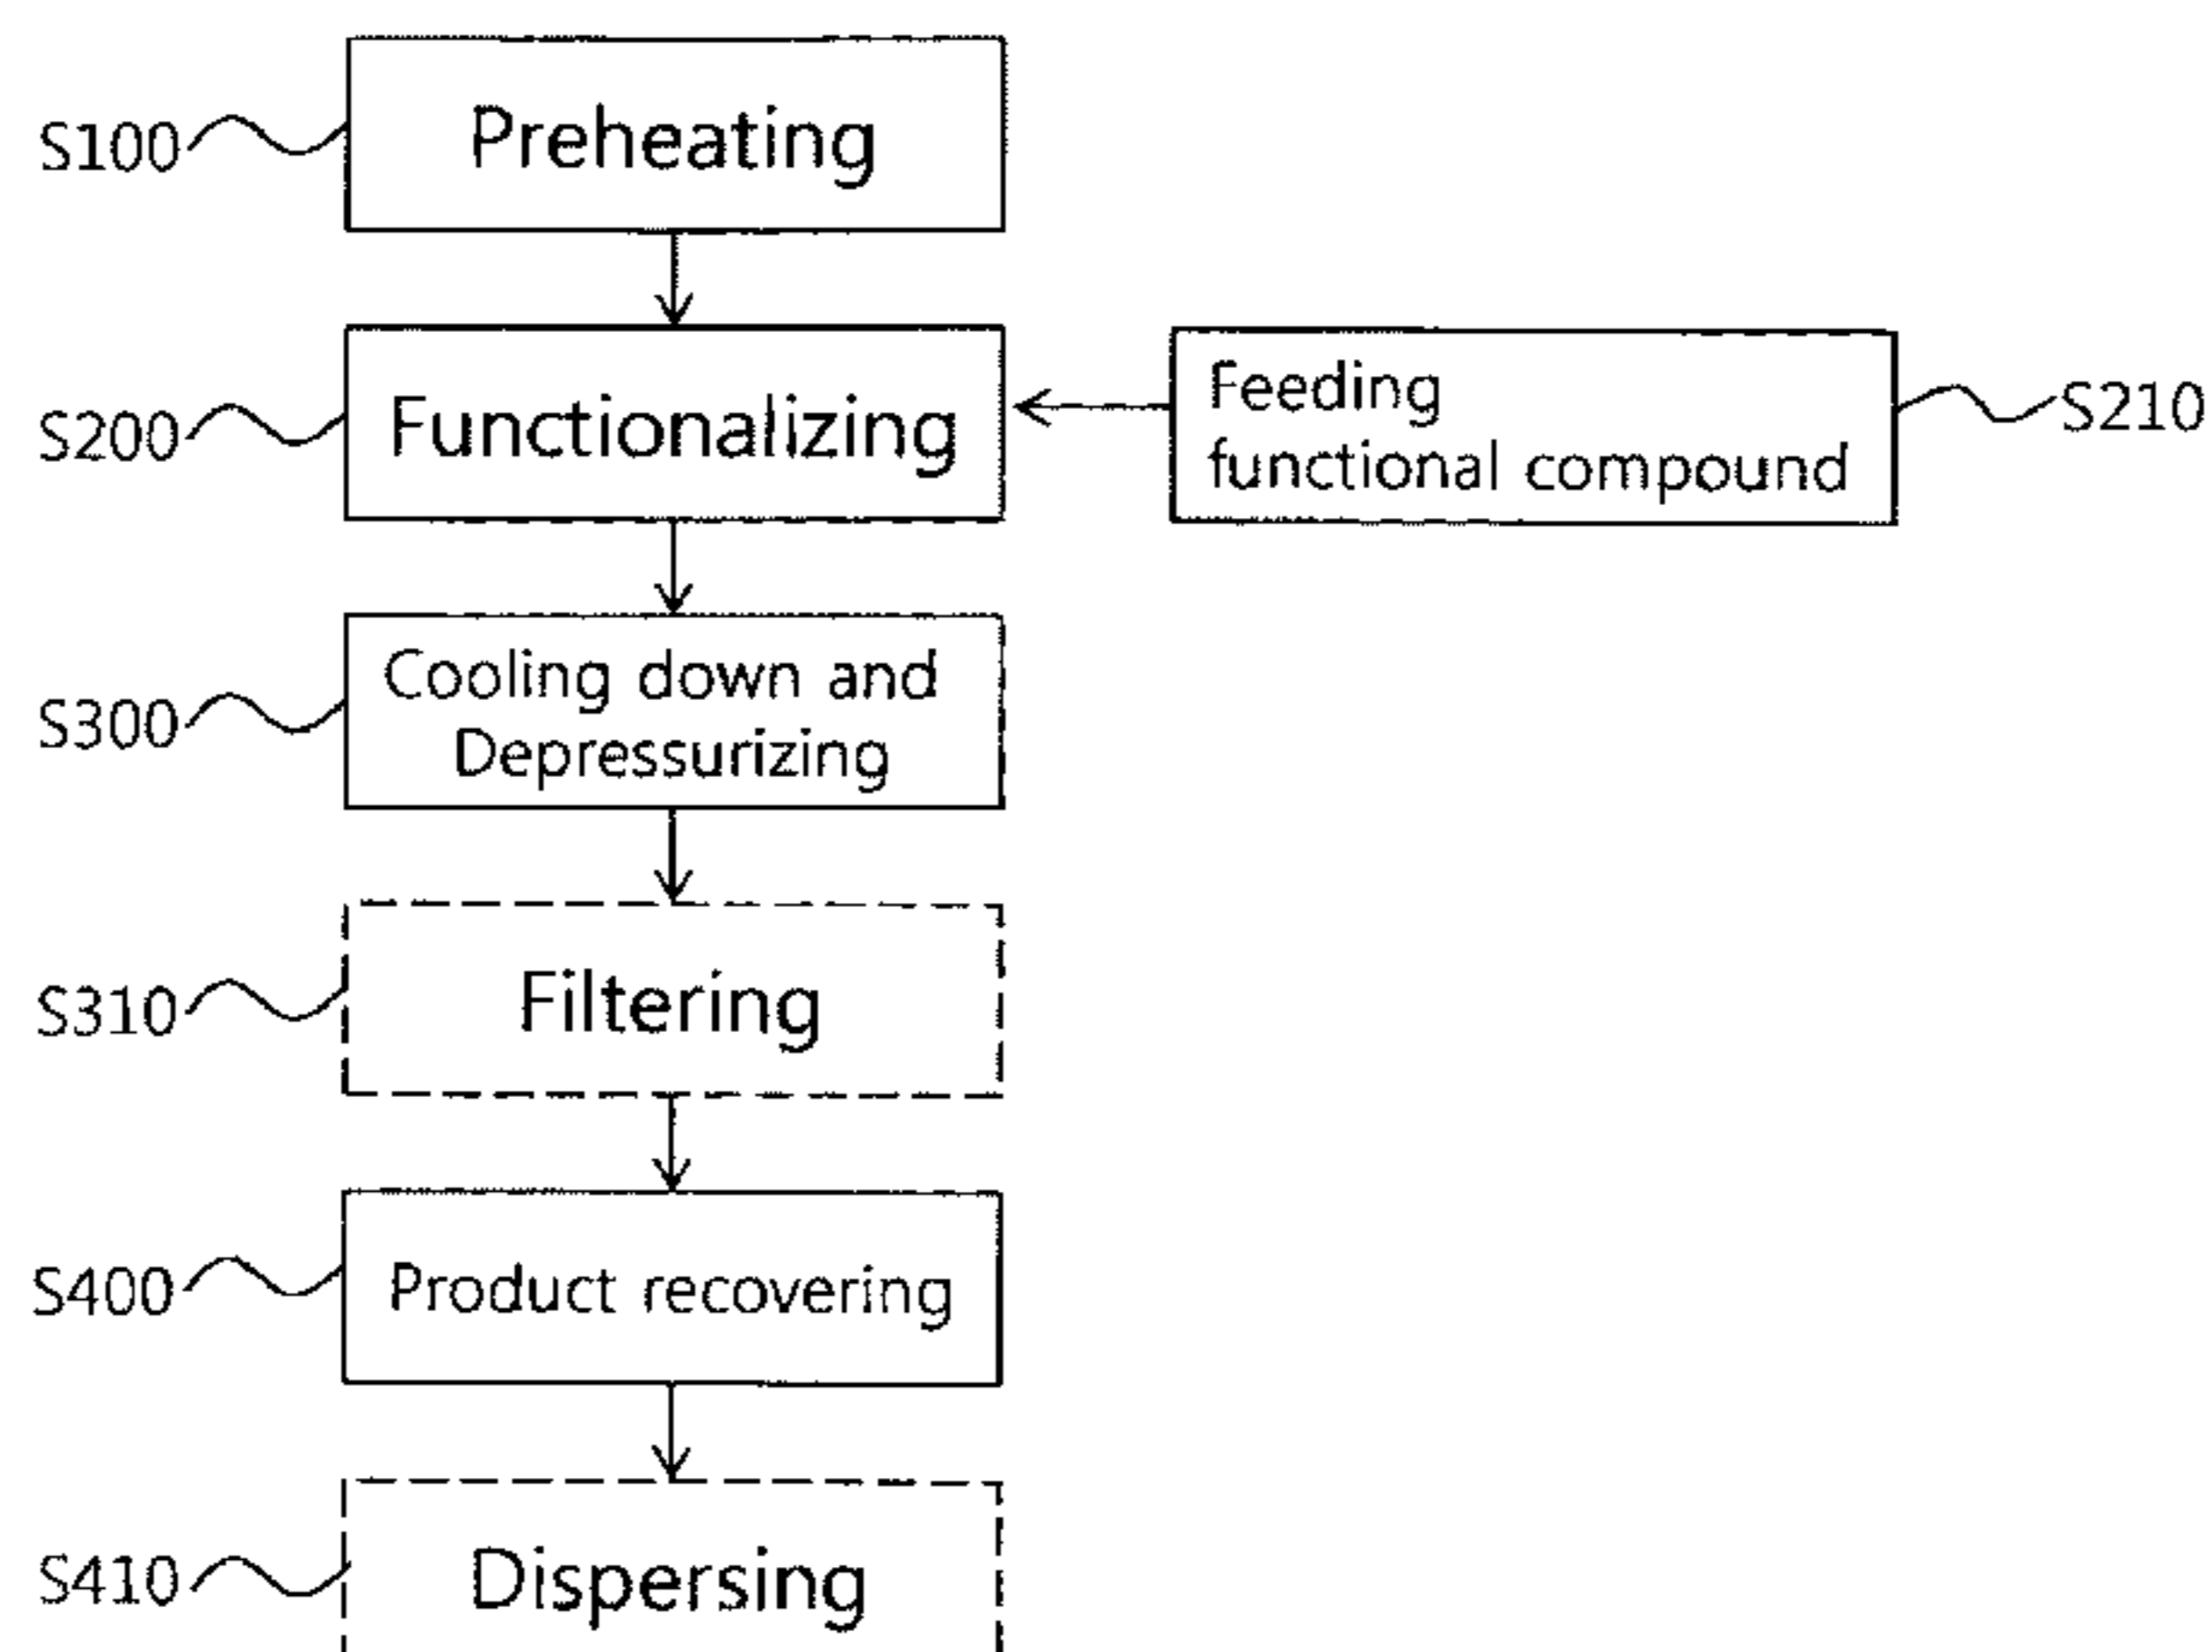 S100
Preheating
S200
Functionalizing
Feeding
functional compound
S210
S300
Cooling down and
Depressurizing
S310
Filtering
S400
Product recovering
S410
Dispersing